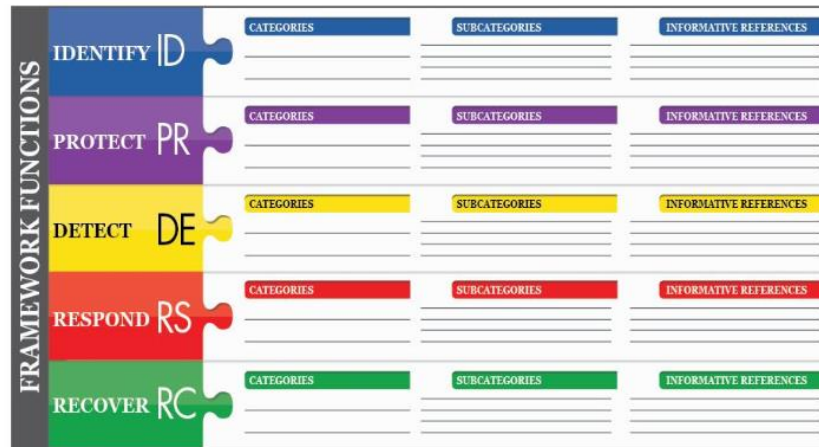 FRAMEWORK FUNCTIONS
IDENTIFY ID
CATEGORIES
SUBCATEGORIES
INFORMATIVE REFERENCES
PROTECT PR
CATEGORIES
SUBCATEGORIES
INFORMATIVE REFERENCES
DETECT DE
CATEGORIES
SUBCATEGORIES
INFORMATIVE REFERENCES
RESPOND RS
CATEGORIES
SUBCATEGORIES
INFORMATIVE REFERENCES
RECOVER RC
CATEGORIES
SUBCATEGORIES
INFORMATIVE REFERENCES